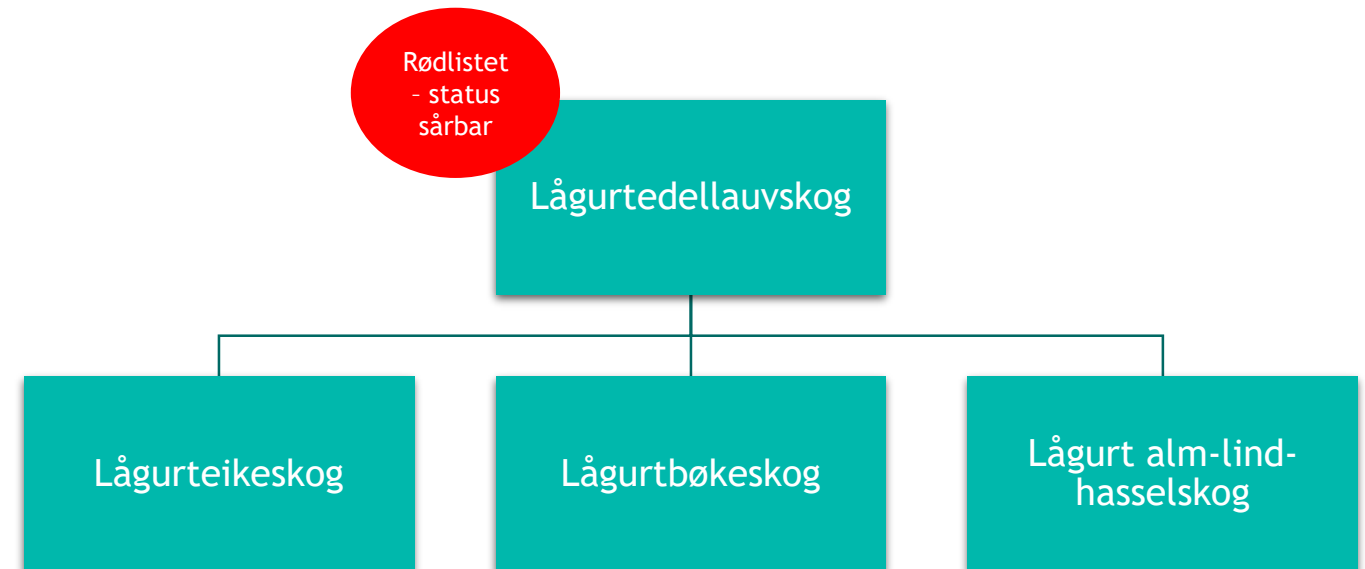 Rødlistet
– status
sårbar
Lågurtedellauvskog
Lågurteikeskog
Lågurtbøkeskog
Lågurt alm-lind-
hasselskog